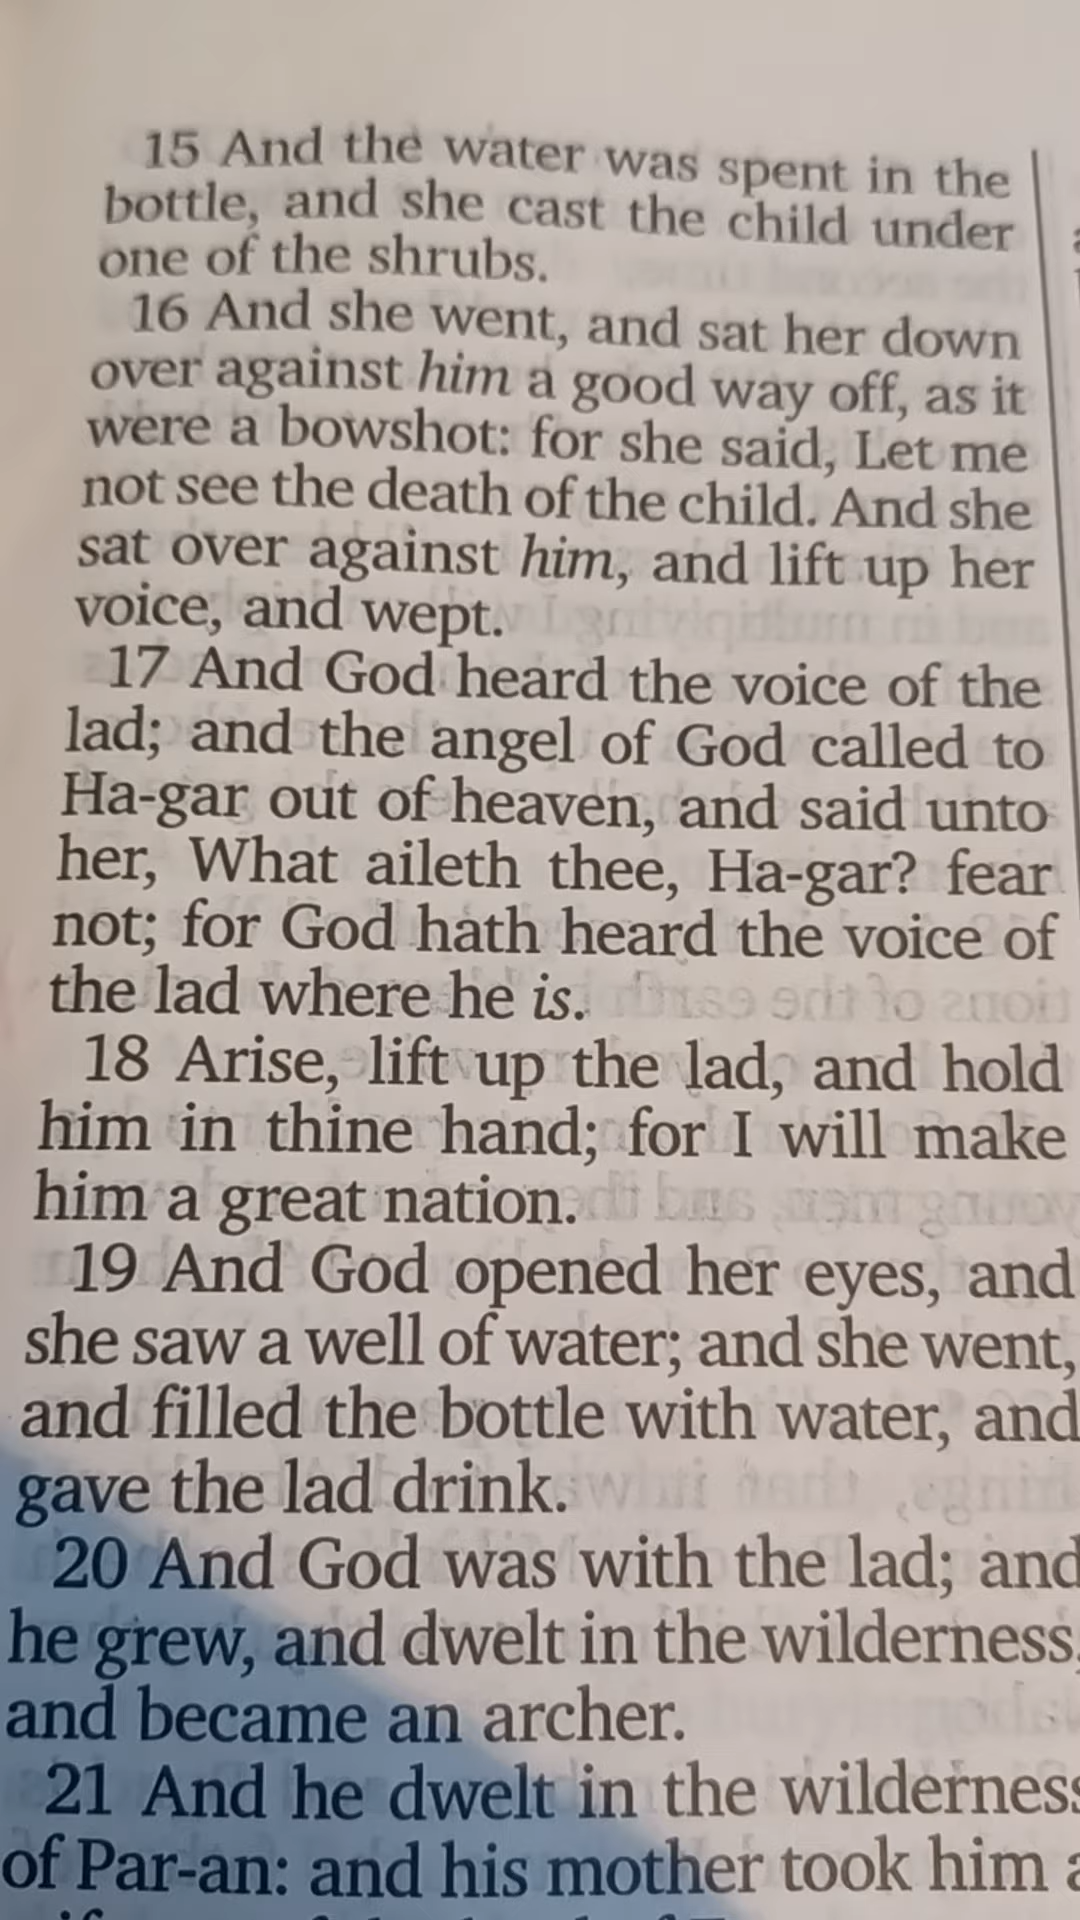 15 And the water was spent in the
bottle, and she cast the child under
one of the shrubs.
16 And she went, and sat her down
over against him a good way off, as it
were a bowshot: for she said, Let me
not see the death of the child. And she
sat over against him, and lift up her
voice, and wept.
17 And God heard the voice of the
lad; and the angel of God called to
Ha-gar out of heaven, and said unto
her, What aileth thee, Ha-gar? fear
not; for God hath heard the voice of
the lad where he is.
18 Arise, lift up the lad, and hold
him in thine hand; for I will make
him a great nation.
19 And God opened her eyes, and
she saw a well of water; and she went,
and filled the bottle with water, and
gave the lad drink.
20 And God was with the lad; and
he grew, and dwelt in the wilderness,
and became an archer.
21 And he dwelt in the wilderness
of Par-an: and his mother took him a